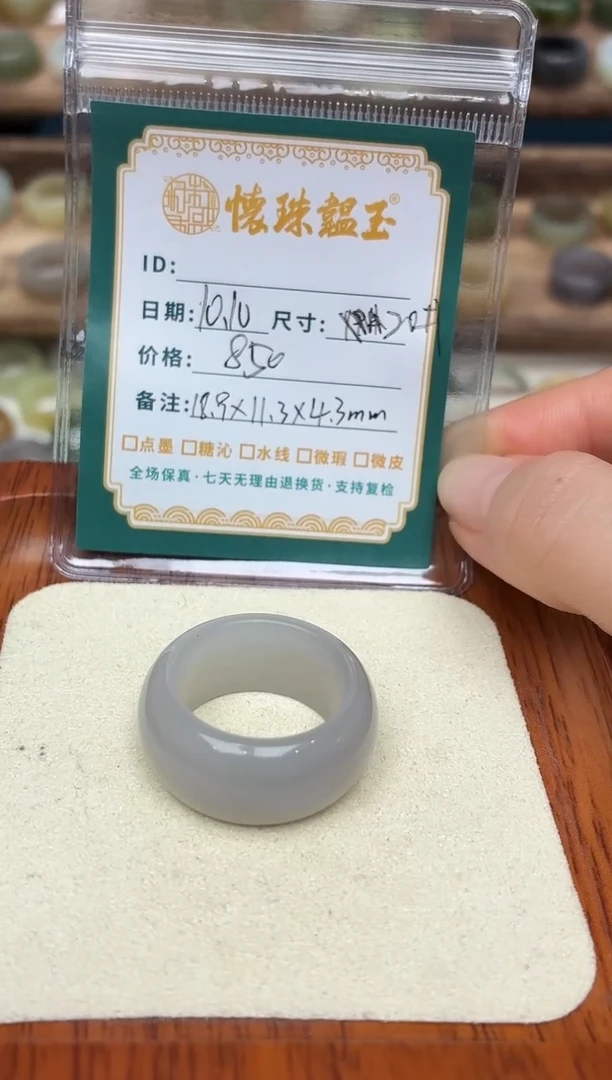 懷珠韞玉®
ID:
日期: 10.10 尺寸: 20#
价格: 850
备注: 18.9×11.3×4.3mm
□点墨 □糖沁 □水线 □微瑕 □微皮
全场保真·七天无理由退换货·支持复检